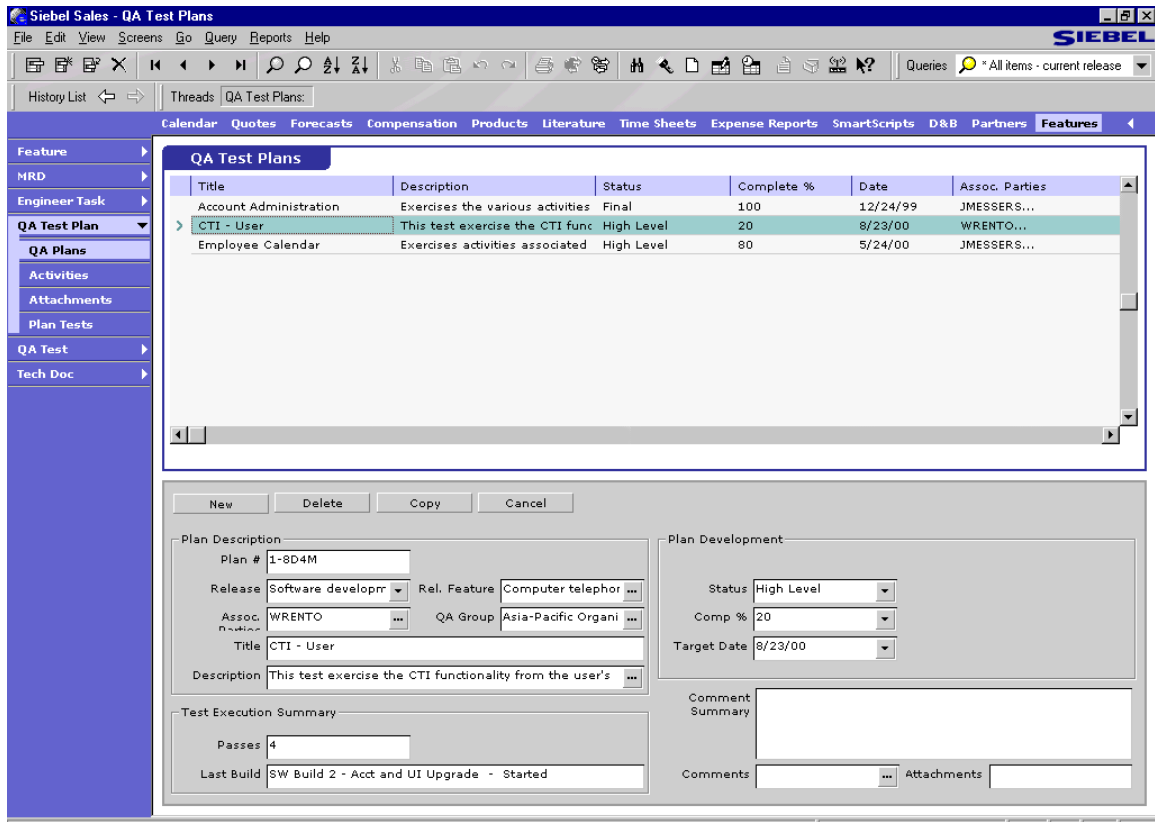 Siebel Sales - QA Test Plans
File Edit View Screens Go Query Reports Help
SIEBEL
Queries * All items - current release
History List Threads QA Test Plans:
Calendar Quotes Forecasts Compensation Products Literature Time Sheets Expense Reports SmartScripts D&B Partners Features
Feature
MRD
Engineer Task
QA Test Plan
QA Plans
Activities
Attachments
Plan Tests
QA Test
Tech Doc
QA Test Plans
Title Description Status Complete % Date Assoc. Parties
Account Administration Exercises the various activities Final 100 12/24/99 JMESSERS...
CTI - User This test exercise the CTI func High Level 20 8/23/00 WRENTO...
Employee Calendar Exercises activities associated High Level 80 5/24/00 JMESSERS...
New Delete Copy Cancel
Plan Description
Plan # 1-8D4M
Release Software developm Rel. Feature Computer telephor ...
Assoc. Parties WRENTO ... QA Group Asia-Pacific Organi ...
Title CTI - User
Description This test exercise the CTI functionality from the user's ...
Test Execution Summary
Passes 4
Last Build SW Build 2 - Acct and UI Upgrade - Started
Plan Development
Status High Level
Comp % 20
Target Date 8/23/00
Comment Summary
Comments ... Attachments